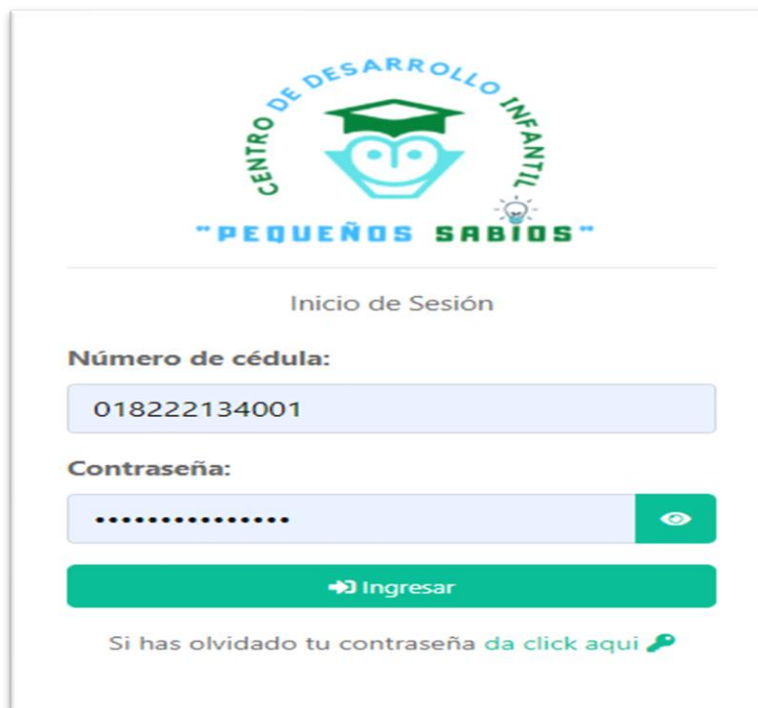 CENTRO DE DESARROLLO INFANTIL
"PEQUEÑOS SABIOS"
Inicio de Sesión
Número de cédula:
018222134001
Contraseña:
•••••••••••••••
Ingresar
Si has olvidado tu contraseña da click aqui